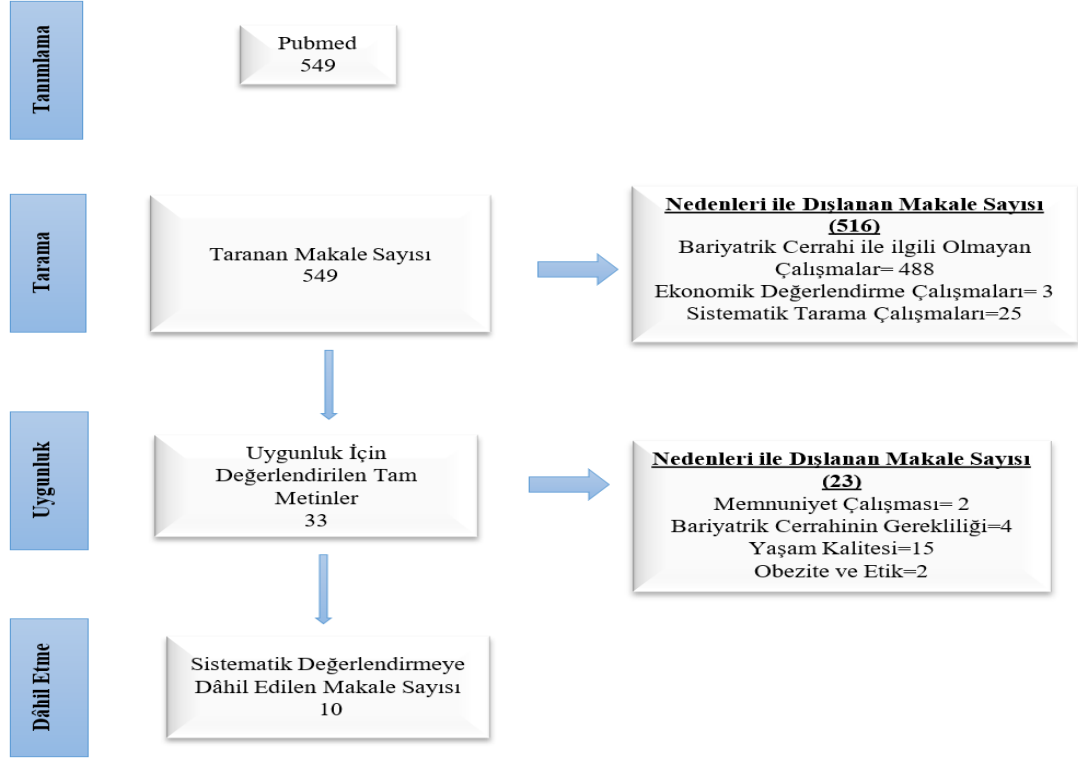 Tanımlama
Pubmed
549
Tarama
Taranan Makale Sayısı
549
Nedenleri ile Dışlanan Makale Sayısı
(516)
Bariyatrik Cerrahi ile ilgili Olmayan
Çalışmalar= 488
Ekonomik Değerlendirme Çalışmaları= 3
Sistematik Tarama Çalışmaları=25
Uygunluk
Uygunluk İçin
Değerlendirilen Tam
Metinler
33
Nedenleri ile Dışlanan Makale Sayısı
(23)
Memnuniyet Çalışması= 2
Bariyatrik Cerrahinin Gerekliliği=4
Yaşam Kalitesi=15
Obezite ve Etik=2
Dâhil Etme
Sistematik Değerlendirmeye
Dâhil Edilen Makale Sayısı
10